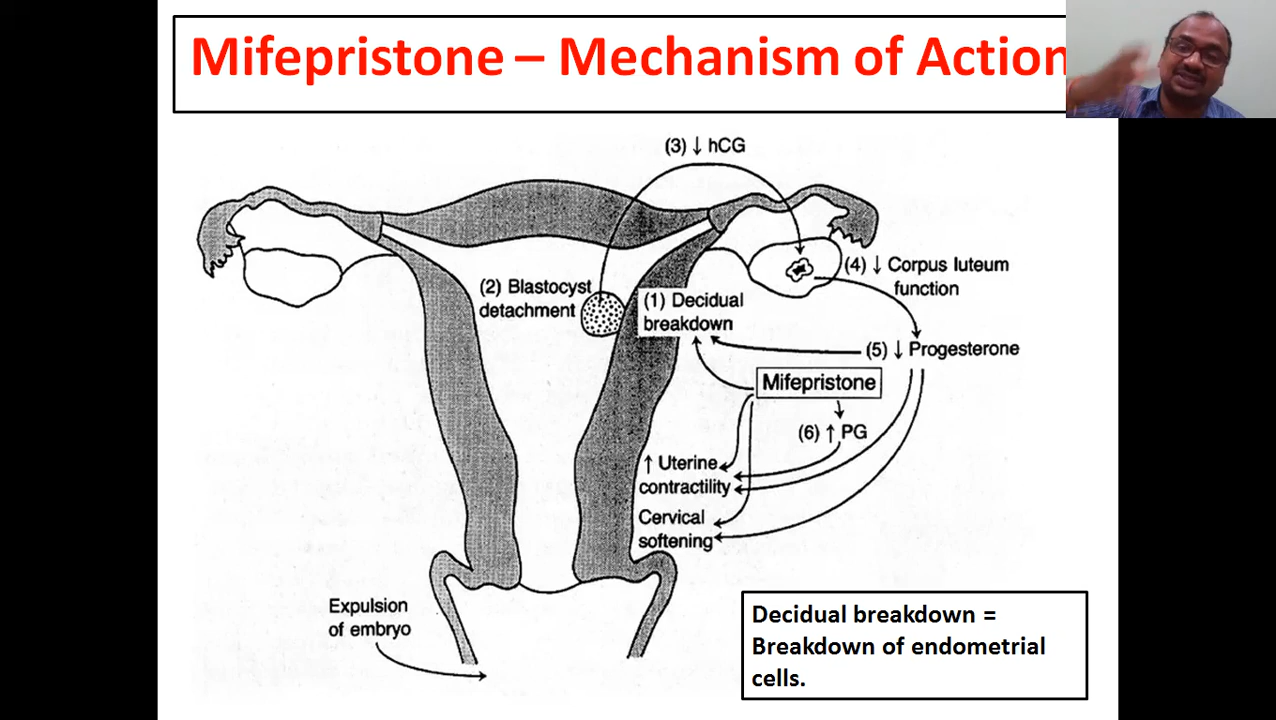 Mifepristone – Mechanism of Action
(3) ↓ hCG
(4) ↓ Corpus luteum
function
(2) Blastocyst
detachment
(1) Decidual
breakdown
(5) ↓ Progesterone
Mifepristone
(6) ↑ PG
↑ Uterine
contractility
Cervical
softening
Expulsion
of embryo
Decidual breakdown =
Breakdown of endometrial
cells.